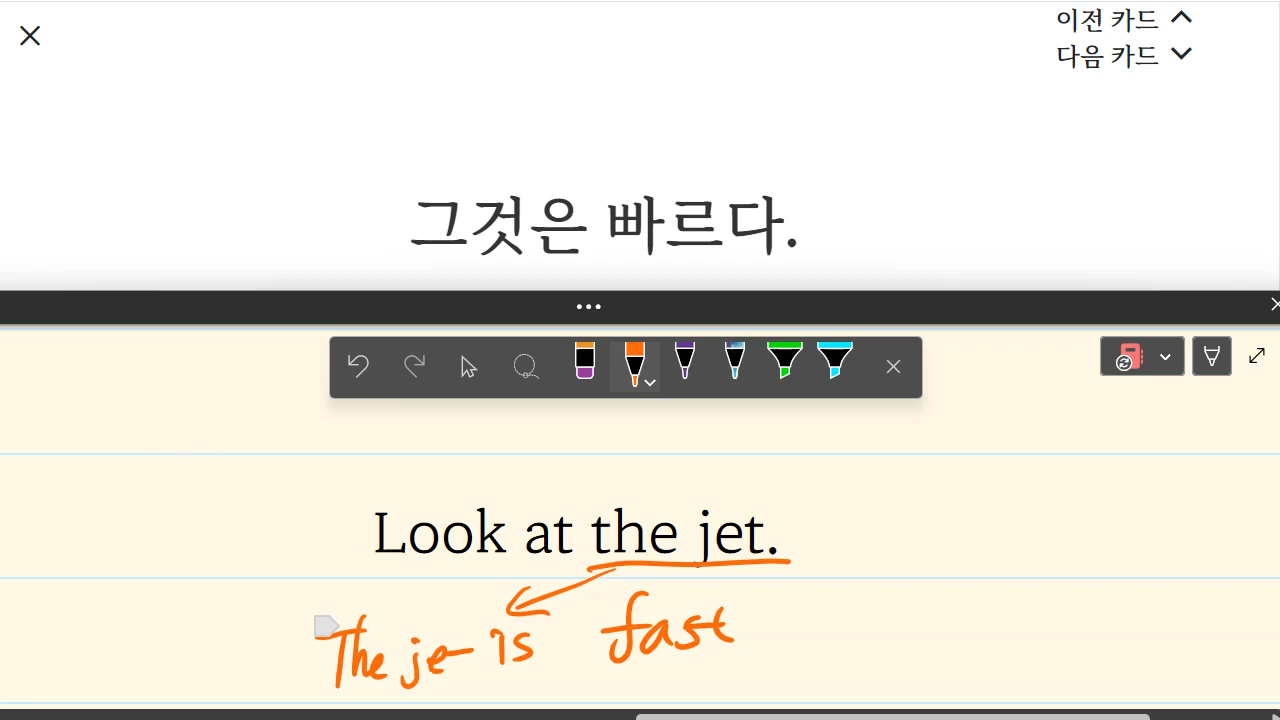 이전 카드
다음 카드
그것은 빠르다.
Look at the jet.
The jet is fast